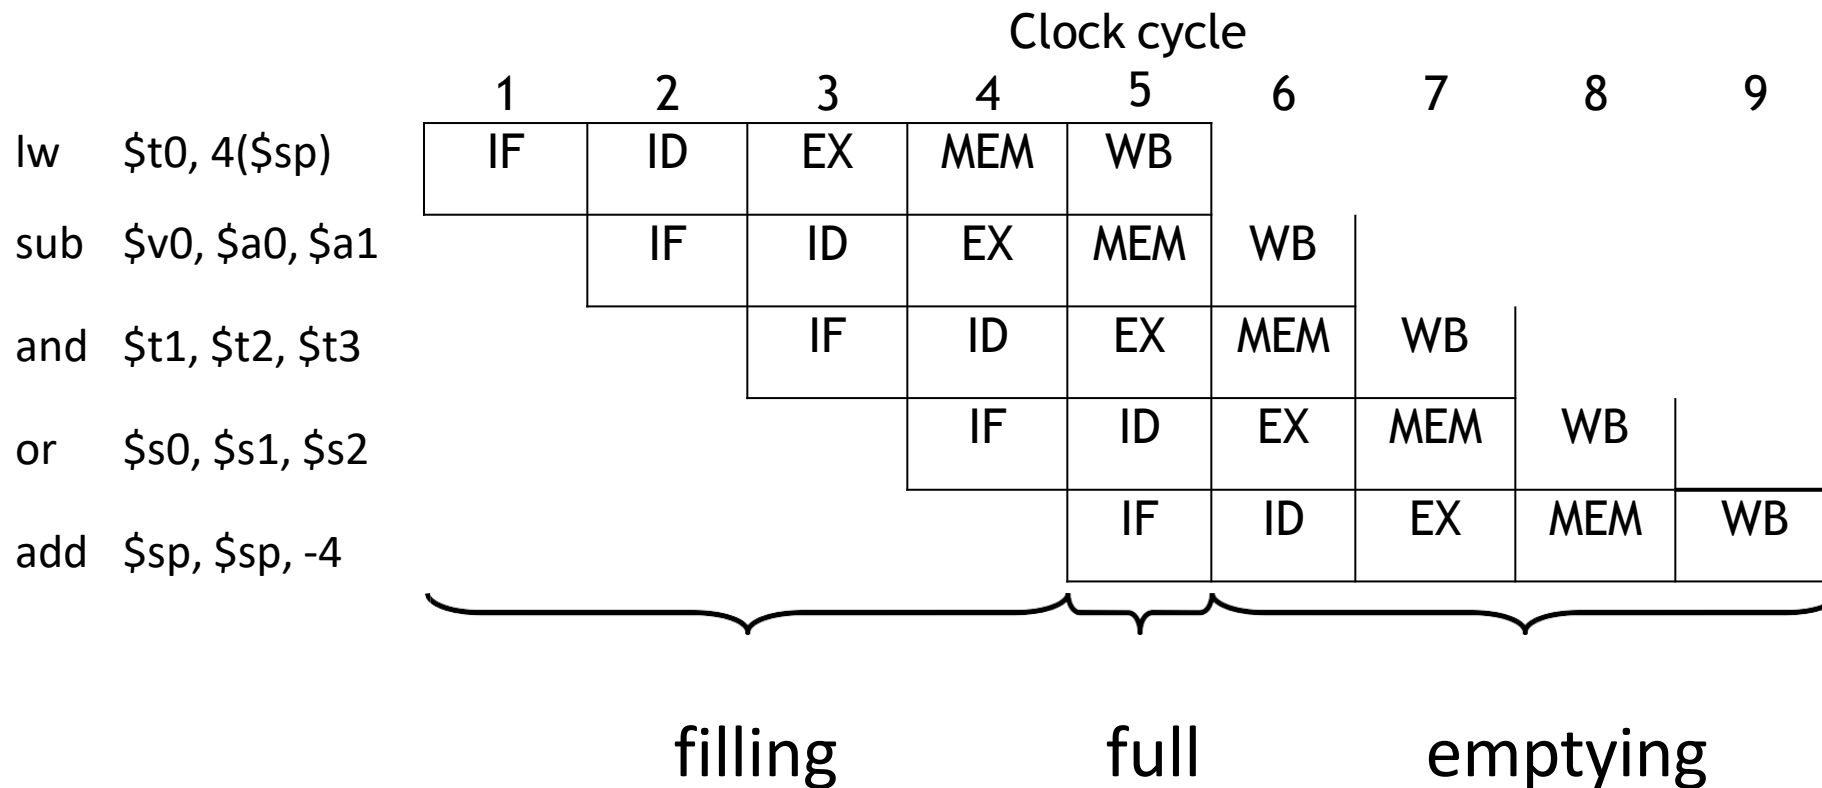 Clock cycle
1 2 3 4 5 6 7 8 9
lw $t0, 4($sp) IF ID EX MEM WB
sub $v0, $a0, $a1 IF ID EX MEM WB
and $t1, $t2, $t3 IF ID EX MEM WB
or $s0, $s1, $s2 IF ID EX MEM WB
add $sp, $sp, -4 IF ID EX MEM WB
filling full emptying